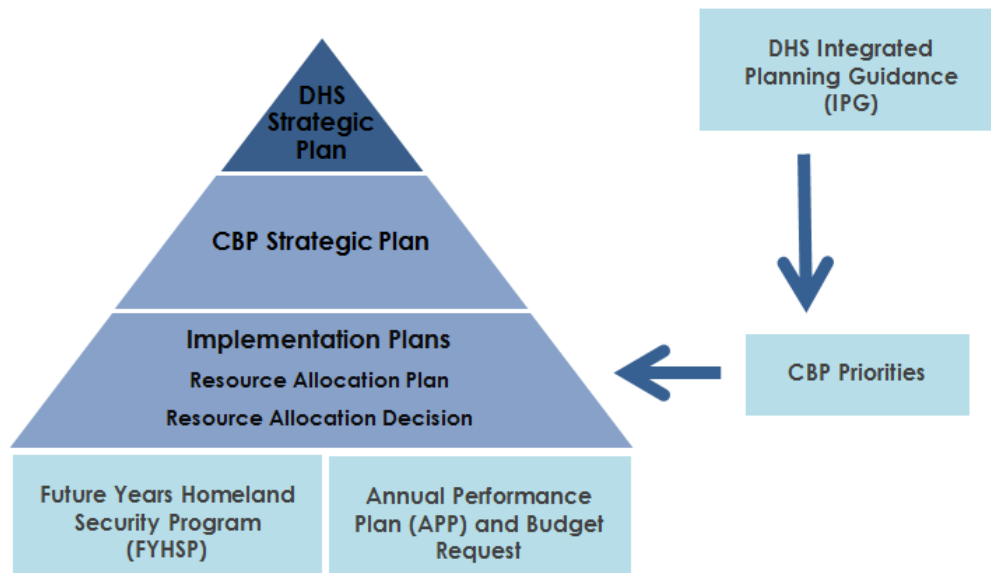 DHS
Strategic
Plan
CBP Strategic Plan
Implementation Plans
Resource Allocation Plan
Resource Allocation Decision
Future Years Homeland
Security Program
(FYHSP)
Annual Performance
Plan (APP) and Budget
Request
DHS Integrated
Planning Guidance
(IPG)
CBP Priorities